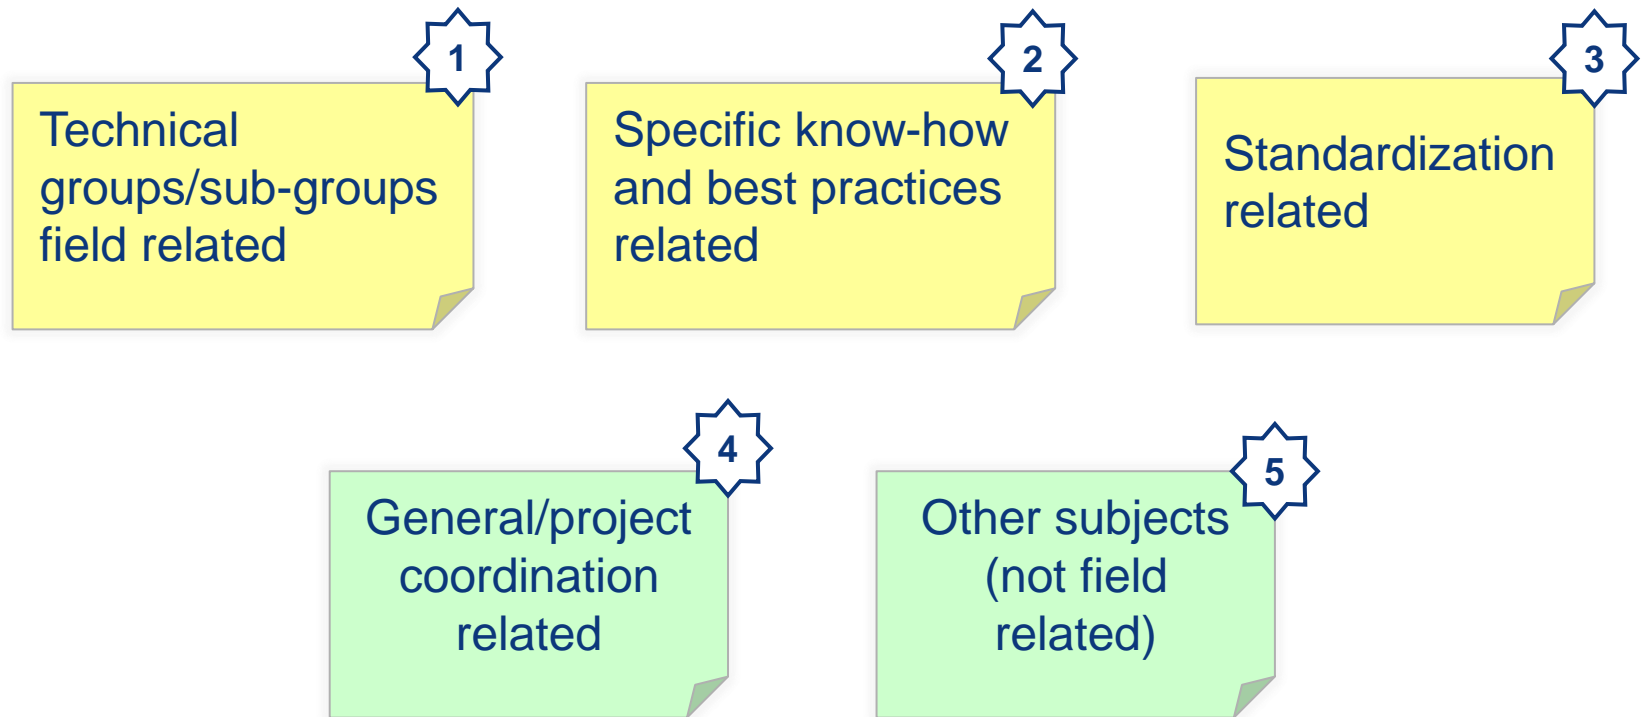 1
Technical
groups/sub-groups
field related
2
Specific know-how
and best practices
related
3
Standardization
related
4
General/project
coordination
related
5
Other subjects
(not field
related)